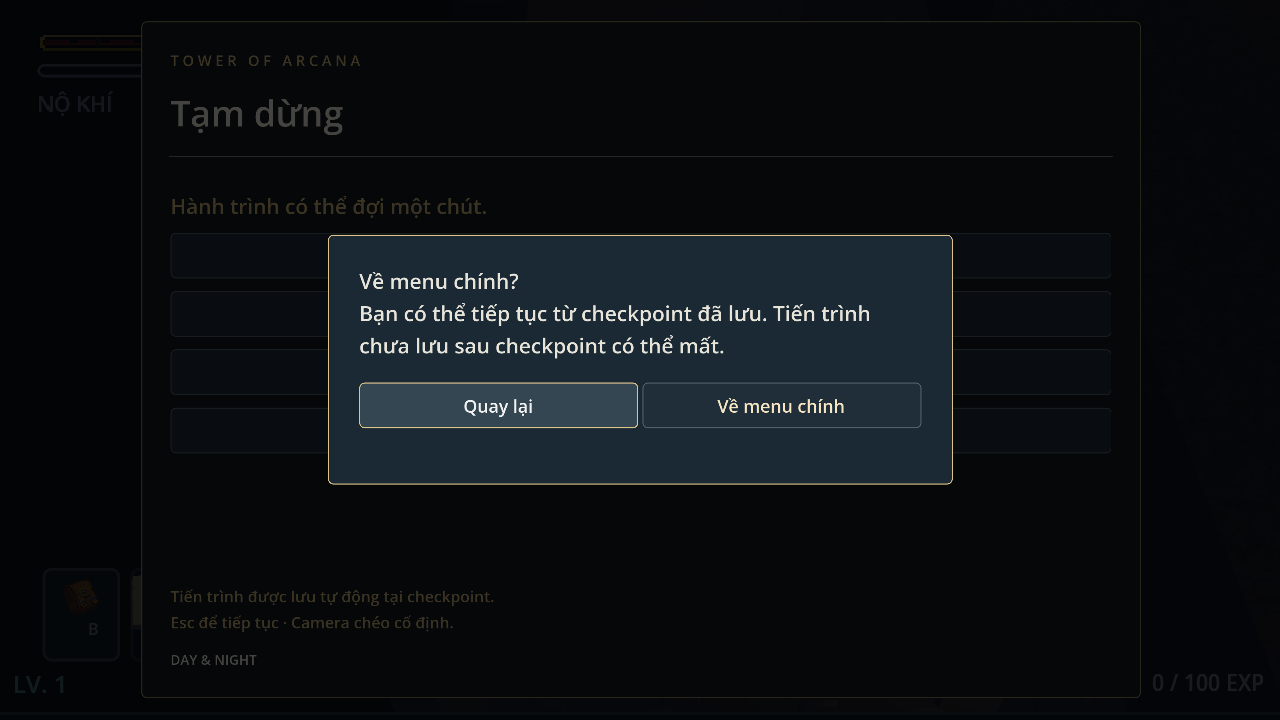 TOWER OF ARCANA
NỘ KHÍ
Tạm dừng
Hành trình có thể đợi một chút.
Về menu chính?
Bạn có thể tiếp tục từ checkpoint đã lưu. Tiến trình
chưa lưu sau checkpoint có thể mất.
Quay lại
Về menu chính
Tiến trình được lưu tự động tại checkpoint.
Esc để tiếp tục · Camera chéo cố định.
B
DAY & NIGHT
LV. 1
0 / 100 EXP